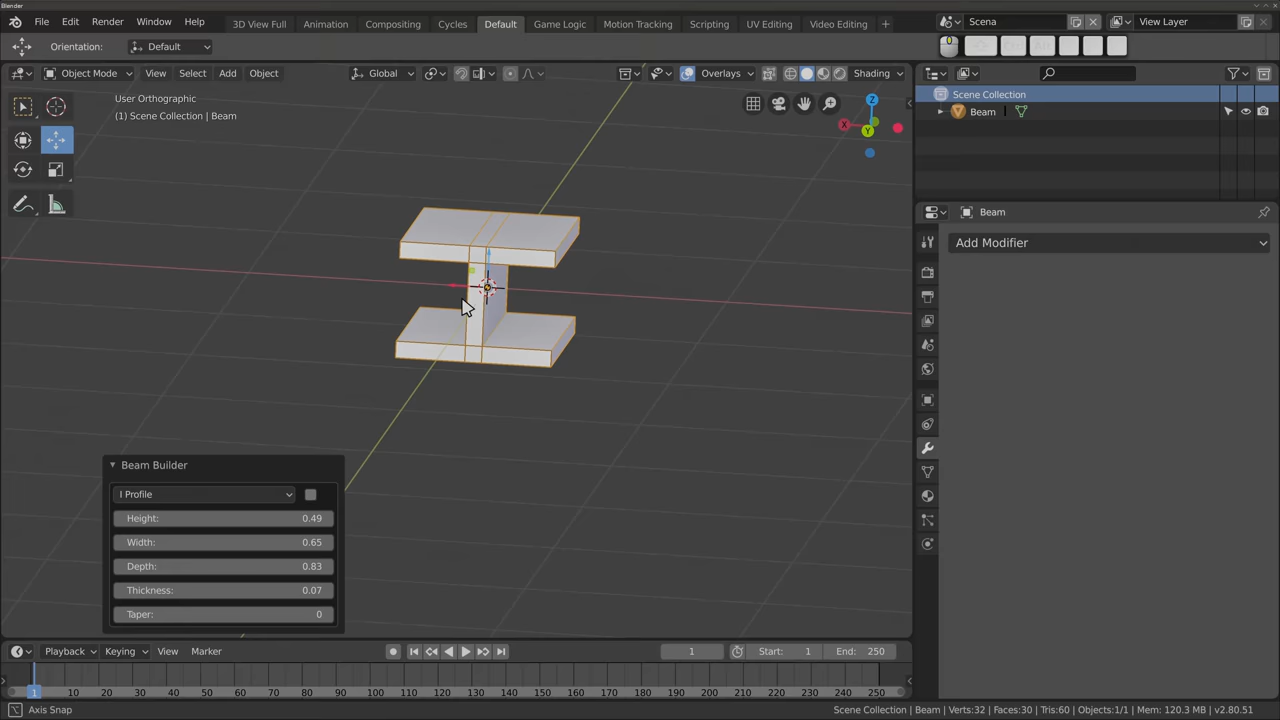 Blender
File Edit Render Window Help
3D View Full Animation Compositing Cycles Default Game Logic Motion Tracking Scripting UV Editing Video Editing +
Scena
View Layer
Orientation: Default
Object Mode View Select Add Object
Global
Overlays
Shading
User Orthographic
(1) Scene Collection | Beam
Z
X
Y
Scene Collection
Beam
Beam
Add Modifier
Beam Builder
I Profile
Height: 0.49
Width: 0.65
Depth: 0.83
Thickness: 0.07
Taper: 0
Playback Keying View Marker
1
Start: 1
End: 250
1 10 20 30 40 50 60 70 80 90 100 110 120 130 140 150 160 170 180 190 200 210 220 230 240 250
Axis Snap
Scene Collection | Beam | Verts:32 | Faces:30 | Tris:60 | Objects:1/1 | Mem: 120.3 MB | v2.80.51